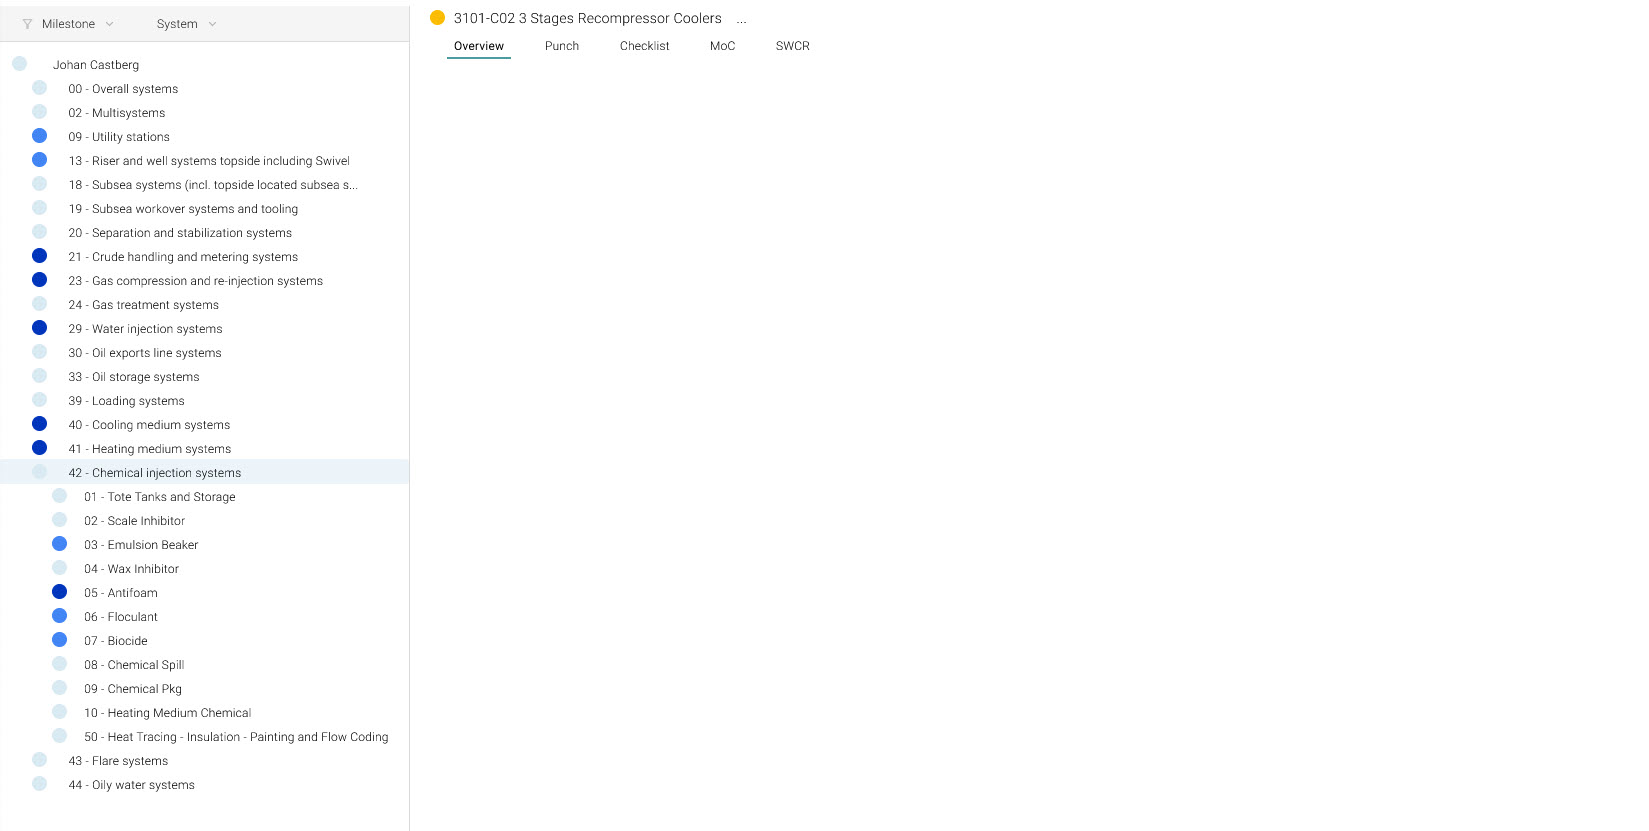 Milestone System
Johan Castberg
00 - Overall systems
02 - Multisystems
09 - Utility stations
13 - Riser and well systems topside including Swivel
18 - Subsea systems (incl. topside located subsea s...
19 - Subsea workover systems and tooling
20 - Separation and stabilization systems
21 - Crude handling and metering systems
23 - Gas compression and re-injection systems
24 - Gas treatment systems
29 - Water injection systems
30 - Oil exports line systems
33 - Oil storage systems
39 - Loading systems
40 - Cooling medium systems
41 - Heating medium systems
42 - Chemical injection systems
01 - Tote Tanks and Storage
02 - Scale Inhibitor
03 - Emulsion Beaker
04 - Wax Inhibitor
05 - Antifoam
06 - Floculant
07 - Biocide
08 - Chemical Spill
09 - Chemical Pkg
10 - Heating Medium Chemical
50 - Heat Tracing - Insulation - Painting and Flow Coding
43 - Flare systems
44 - Oily water systems
3101-C02 3 Stages Recompressor Coolers ...
Overview Punch Checklist MoC SWCR